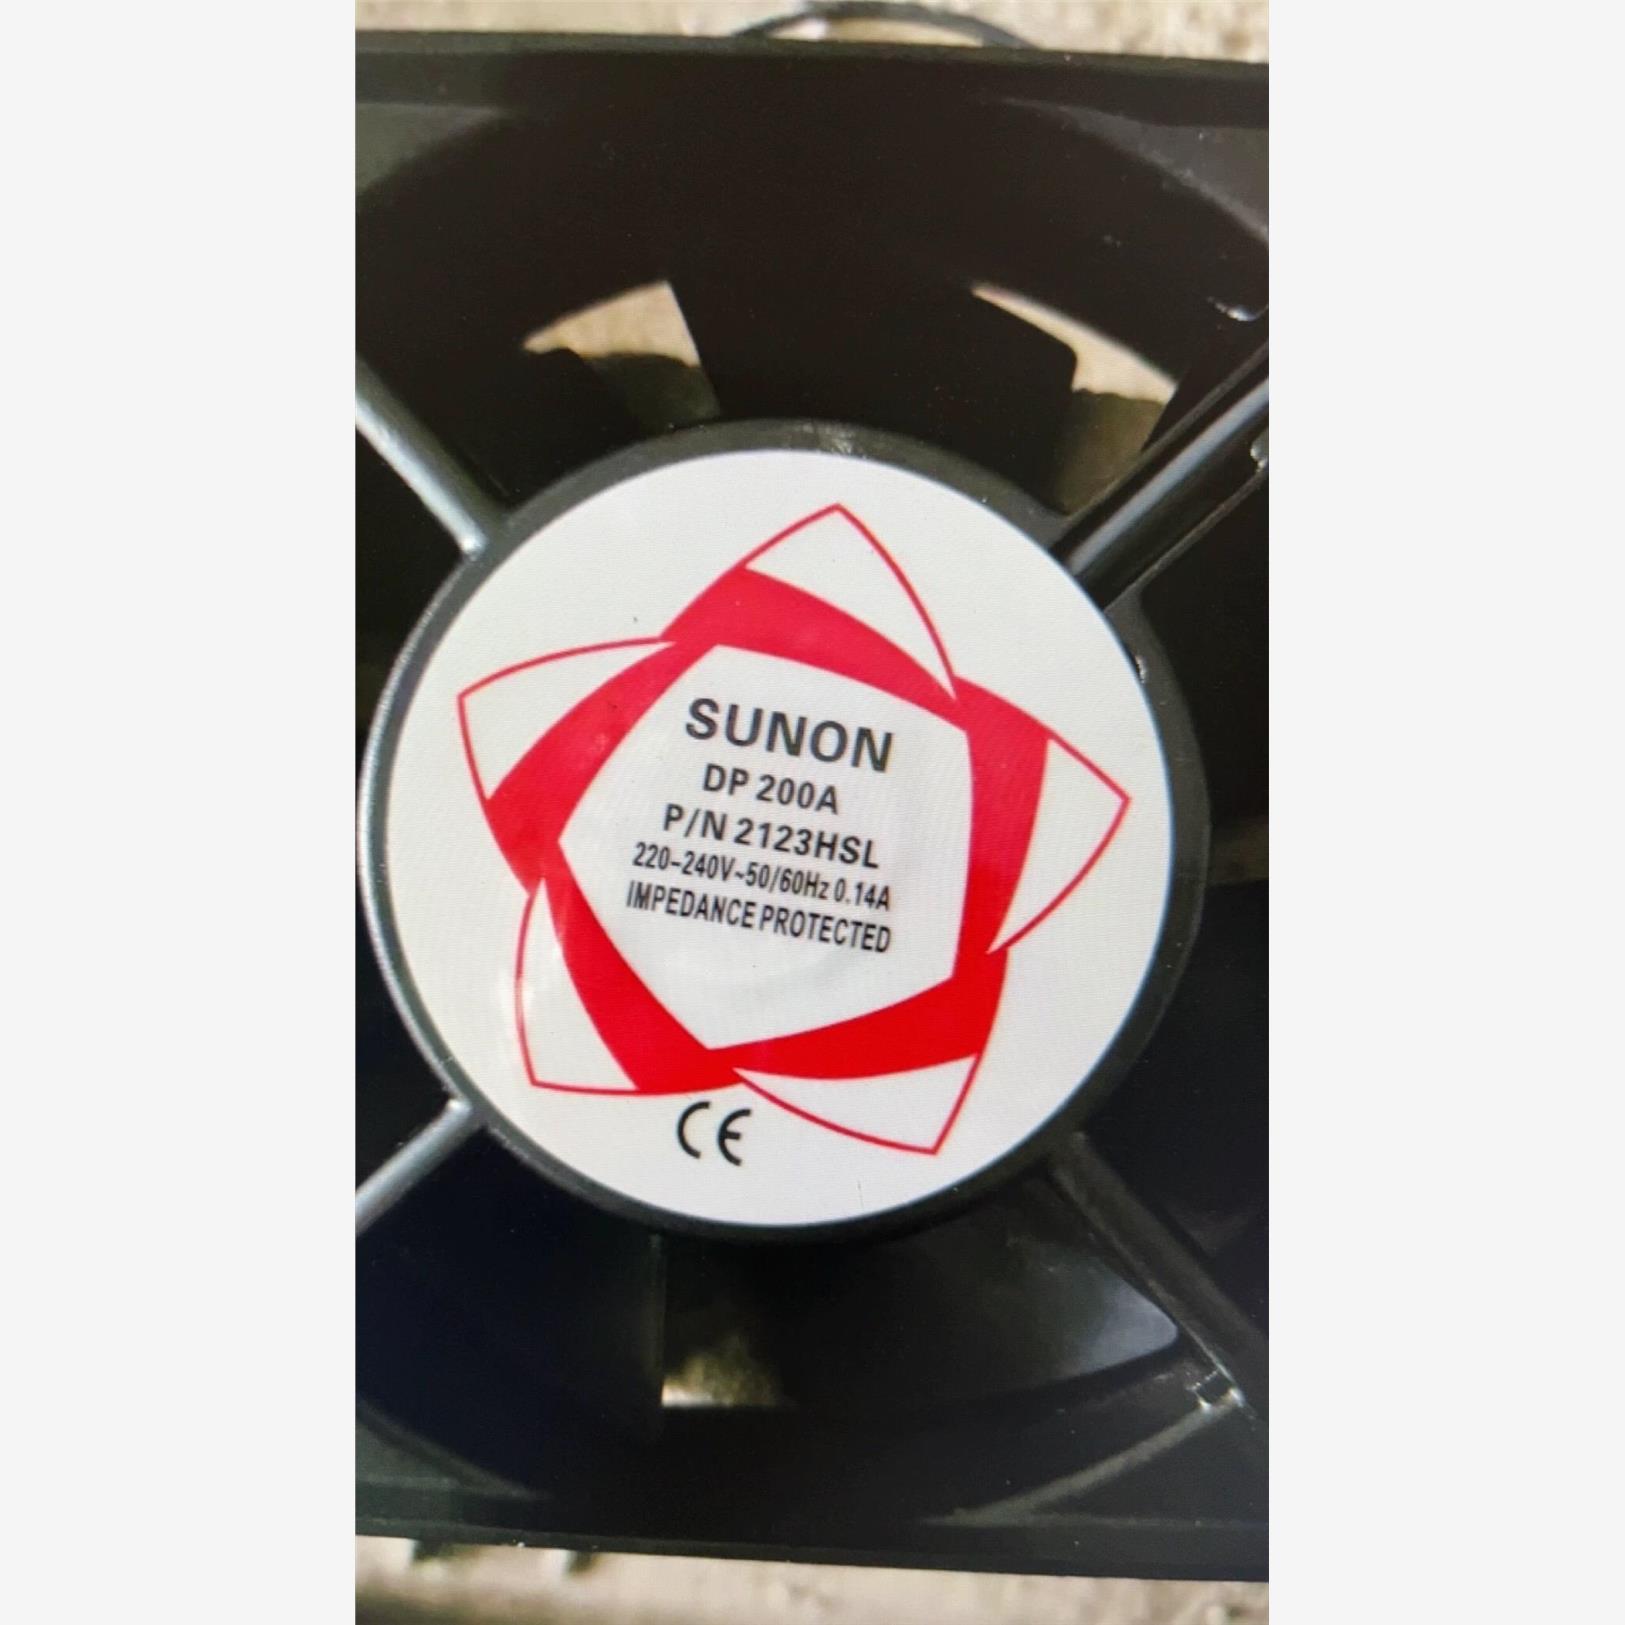 SUNON
DP 200A
P/N 2123HSL
220-240V~50/60Hz 0.14A
IMPEDANCE PROTECTED
CE